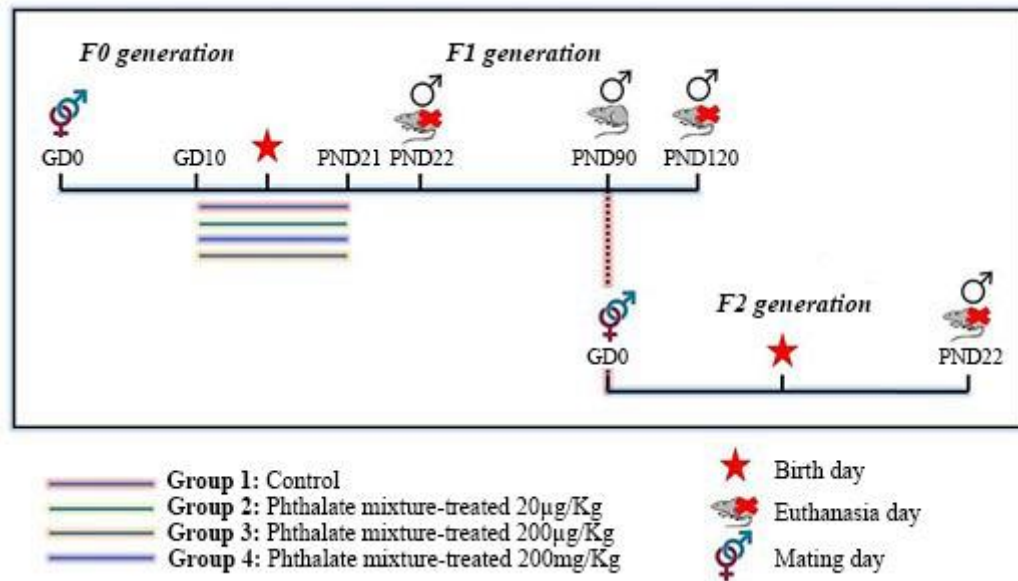 F0 generation
F1 generation
GD0 GD10 PND21 PND22 PND90 PND120
F2 generation
GD0 PND22
Group 1: Control
Group 2: Phthalate mixture-treated 20µg/Kg
Group 3: Phthalate mixture-treated 200µg/Kg
Group 4: Phthalate mixture-treated 200mg/Kg
Birth day
Euthanasia day
Mating day